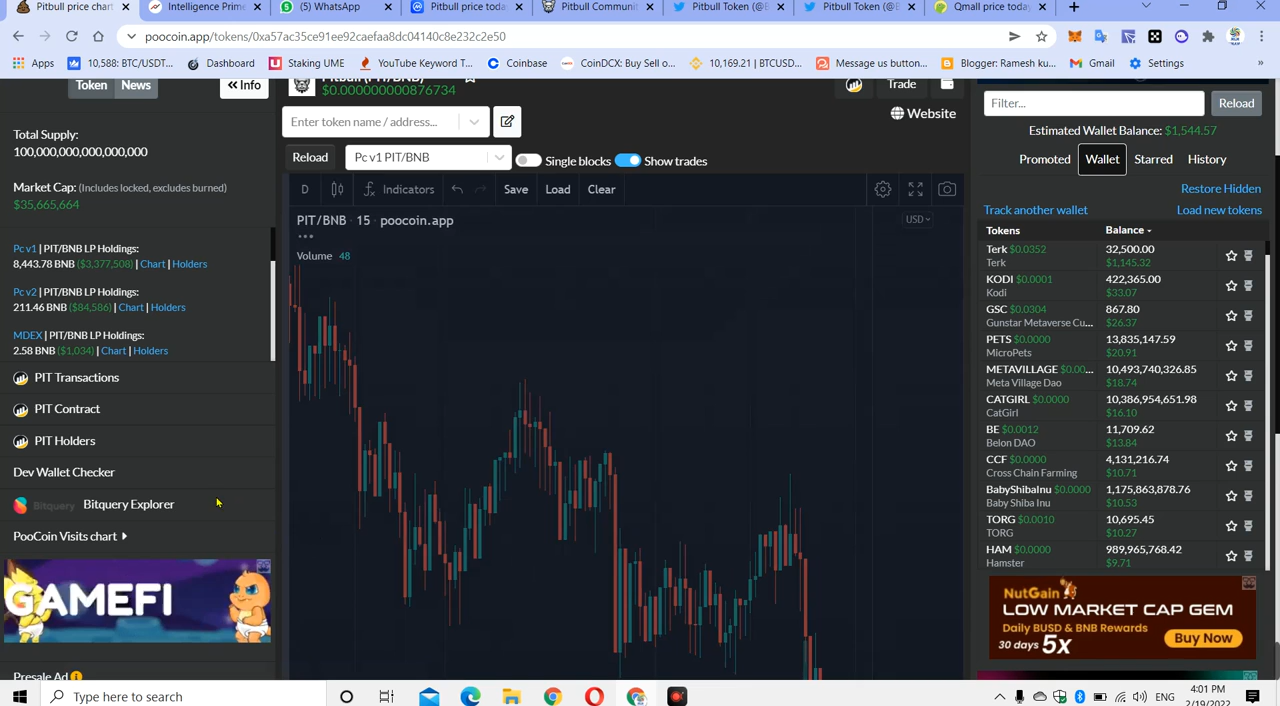 Pitbull price chart
Intelligence Prime
(5) WhatsApp
Pitbull price toda
Pitbull Commun
Pitbull Token (@E
Pitbull Token (@E
Qmall price today
poocoin.app/tokens/0xa57ac35ce91ee92caefaa8dc04140c8e232c2e50
Apps
10,588: BTC/USDT...
Dashboard
Staking UME
YouTube Keyword T...
Coinbase
CoinDCX: Buy Sell o...
10,169.21 | BTCUSD...
Message us button...
Blogger: Ramesh ku...
Gmail
Settings
Token
News
Info
Total Supply:
100,000,000,000,000,000
Market Cap: (Includes locked, excludes burned)
$35,665,664
Pc v1 | PIT/BNB LP Holdings:
8,443.78 BNB ($3,377,508) | Chart | Holders
Pc v2 | PIT/BNB LP Holdings:
211.46 BNB ($84,586) | Chart | Holders
MDEX | PIT/BNB LP Holdings:
2.58 BNB ($1,034) | Chart | Holders
PIT Transactions
PIT Contract
PIT Holders
Dev Wallet Checker
Bitquery Bitquery Explorer
PooCoin Visits chart
GAMEFI
Presale Ad
Pitbull (PIT/BNB)
$0.000000000876734
Trade
Enter token name / address...
Website
Reload
Pc v1 PIT/BNB
Single blocks
Show trades
D
Indicators
Save
Load
Clear
PIT/BNB · 15 · poocoin.app
USD
Volume 48
Filter...
Reload
Estimated Wallet Balance: $1,544.57
Promoted
Wallet
Starred
History
Restore Hidden
Track another wallet
Load new tokens
Tokens
Balance
Terk $0.0352 32,500.00
Terk $1,145.32
KODI $0.0001 422,365.00
Kodi $33.07
GSC $0.0304 867.80
Gunstar Metaverse Cu... $26.37
PETS $0.0000 13,835,147.59
MicroPets $20.91
METAVILLAGE $0.00... 10,493,740,326.85
Meta Village Dao $18.74
CATGIRL $0.0000 10,386,954,651.98
CatGirl $16.10
BE $0.0012 11,709.62
Belon DAO $13.84
CCF $0.0000 4,131,216.74
Cross Chain Farming $10.71
BabyShibaInu $0.0000 1,175,863,878.76
Baby Shiba Inu $10.53
TORG $0.0010 10,695.45
TORG $10.27
HAM $0.0000 989,965,768.42
Hamster $9.71
NutGain
LOW MARKET CAP GEM
Daily BUSD & BNB Rewards
30 days 5x
Buy Now
Type here to search
ENG
4:01 PM
2/19/2022